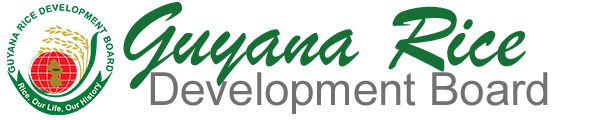 GUYANA RICE DEVELOPMENT BOARD
Rice, Our Life, Our History
Guyana Rice
Development Board